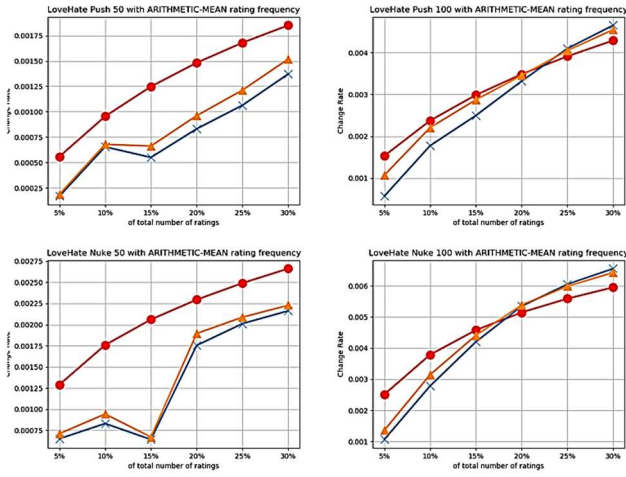 LoveHate Push 50 with ARITHMETIC-MEAN rating frequency
0.00175
0.00150
0.00125
0.00100
0.00075
0.00050
0.00025
Change Rate
5% 10% 15% 20% 25% 30%
of total number of ratings
LoveHate Push 100 with ARITHMETIC-MEAN rating frequency
0.004
0.003
0.002
0.001
Change Rate
5% 10% 15% 20% 25% 30%
of total number of ratings
LoveHate Nuke 50 with ARITHMETIC-MEAN rating frequency
0.00275
0.00250
0.00225
0.00200
0.00175
0.00150
0.00125
0.00100
0.00075
Change Rate
5% 10% 15% 20% 25% 30%
of total number of ratings
LoveHate Nuke 100 with ARITHMETIC-MEAN rating frequency
0.006
0.005
0.004
0.003
0.002
0.001
Change Rate
5% 10% 15% 20% 25% 30%
of total number of ratings